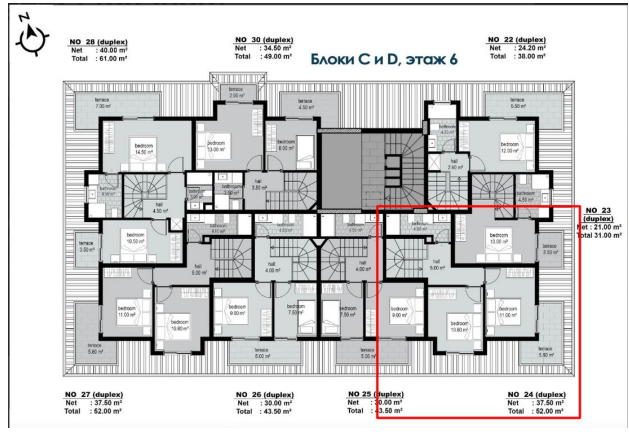 N
NO 28 (duplex)
Net : 40.00 m²
Total : 61.00 m²
NO 30 (duplex)
Net : 34.50 m²
Total : 49.00 m²
NO 22 (duplex)
Net : 24.20 m²
Total : 38.00 m²
Блоки C и D, этаж 6
terrace
7.00 m²
terrace
2.00 m²
terrace
4.50 m²
terrace
5.50 m²
bedroom
14.50 m²
bedroom
13.00 m²
bedroom
8.00 m²
bathroom
bedroom
12.00 m²
hall
4.50 m²
hall
3.50 m²
hall
2.60 m²
bathroom
NO 23
(duplex)
Net : 21.00 m²
Total 31.00 m²
terrace
3.50 m²
bedroom
bedroom
13.00 m²
terrace
hall
5.00 m²
hall
4.00 m²
hall
4.00 m²
hall
5.00 m²
bedroom
11.00 m²
bedroom
10.80 m²
bedroom
9.00 m²
bedroom
7.50 m²
bedroom
7.50 m²
bedroom
9.00 m²
bedroom
10.80 m²
bedroom
11.00 m²
terrace
5.80 m²
terrace
5.00 m²
terrace
5.00 m²
terrace
5.80 m²
NO 27 (duplex)
Net : 37.50 m²
Total : 52.00 m²
NO 26 (duplex)
Net : 30.00 m²
Total : 43.50 m²
NO 25 (duplex)
Net : 30.00 m²
Total : 43.50 m²
NO 24 (duplex)
Net : 37.50 m²
Total : 52.00 m²